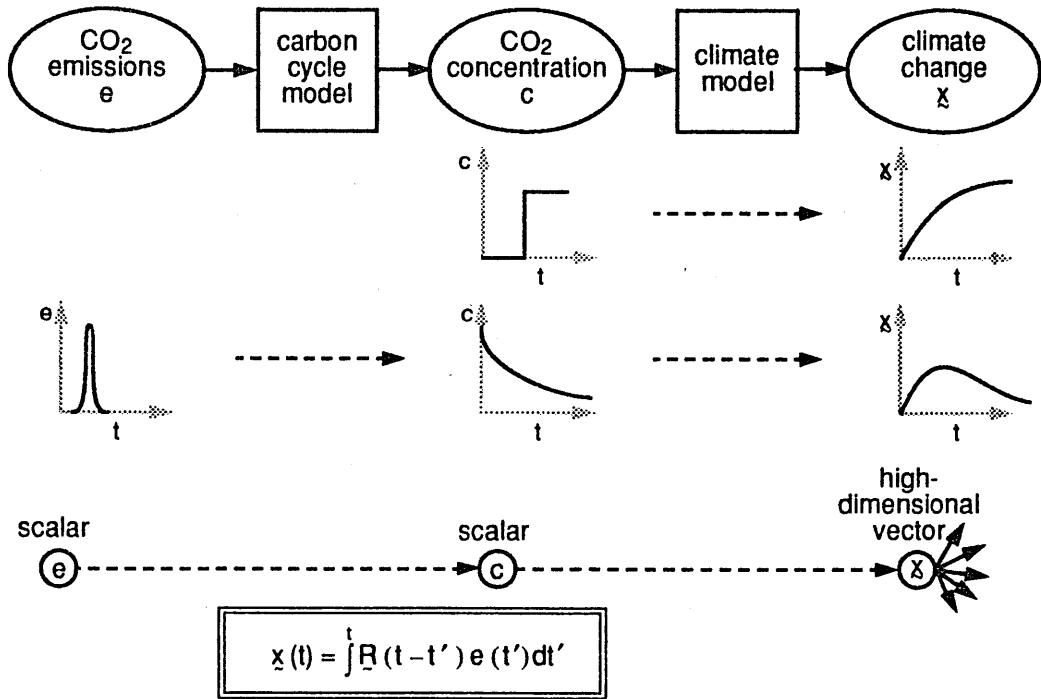 CO2
emissions
e
carbon
cycle
model
CO2
concentration
c
climate
model
climate
change
x̰
c
t
x̰
t
e
t
c
t
x̰
t
scalar
e
scalar
c
high-
dimensional
vector
x̰
x̰ (t) = ∫ᵗ R̰ (t – t′) e (t′) dt′